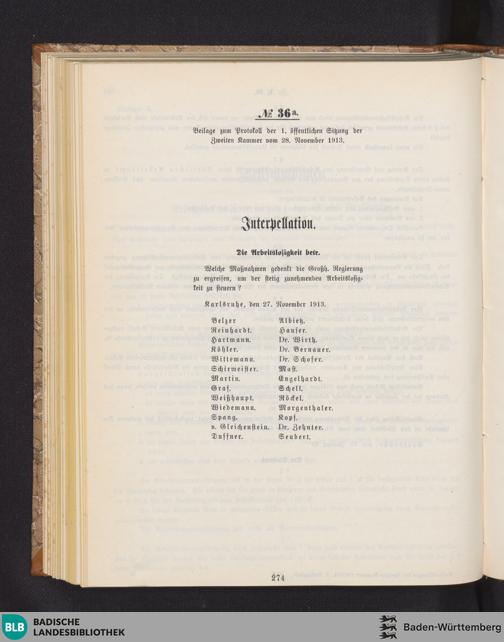 № 36a.
Beilage zum Protokoll der 1. öffentlichen Sitzung der
Zweiten Kammer vom 28. November 1913.
Interpellation.
Die Arbeitslosigkeit betr.
Welche Maßnahmen gedenkt die Großh. Regierung
zu ergreifen, um der stetig zunehmenden Arbeitslosig-
keit zu steuern?
Karlsruhe, den 27. November 1913.
Belzer Albietz.
Reinhardt. Hauser.
Hartmann. Dr. Wirth.
Köhler. Dr. Bernauer.
Wittemann. Dr. Schofer.
Schirmeister. Mast.
Martin. Engelhardt.
Graf. Schell.
Weißhaupt. Röckel.
Wiedemann. Morgenthaler.
Spang. Kopf.
v. Gleichenstein. Dr. Zehnter.
Duffner. Seubert.
274
BLB BADISCHE
LANDESBIBLIOTHEK
Baden-Württemberg